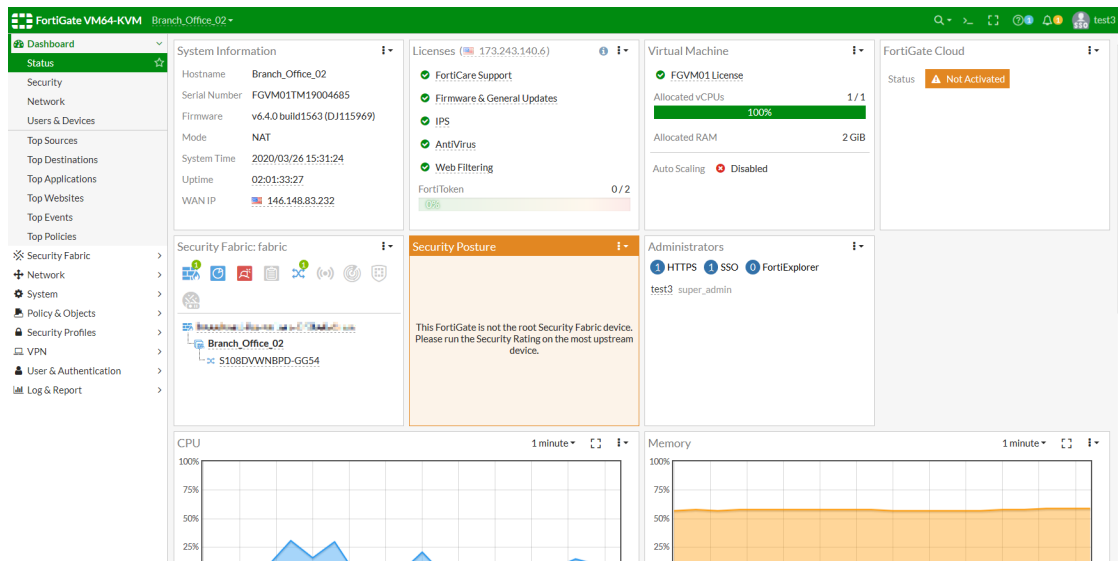 FortiGate VM64-KVM Branch_Office_02
1
1
SSO
test3
Dashboard
Status
Security
Network
Users & Devices
Top Sources
Top Destinations
Top Applications
Top Websites
Top Events
Top Policies
Security Fabric
Network
System
Policy & Objects
Security Profiles
VPN
User & Authentication
Log & Report
System Information
Hostname Branch_Office_02
Serial Number FGVM01TM19004685
Firmware v6.4.0 build1563 (DJ115969)
Mode NAT
System Time 2020/03/26 15:31:24
Uptime 02:01:33:27
WAN IP 146.148.83.232
Licenses (173.243.140.6)
FortiCare Support
Firmware & General Updates
IPS
AntiVirus
Web Filtering
FortiToken 0/2
0%
Virtual Machine
FGVM01 License
Allocated vCPUs 1/1
100%
Allocated RAM 2 GiB
Auto Scaling Disabled
FortiGate Cloud
Status Not Activated
Security Fabric: fabric
1
1
Branch_Office_02
S108DVWNBPD-GG54
Security Posture
This FortiGate is not the root Security Fabric device.
Please run the Security Rating on the most upstream
device.
Administrators
1 HTTPS 1 SSO 0 FortiExplorer
test3 super_admin
CPU 1 minute
100%
75%
50%
25%
Memory 1 minute
100%
75%
50%
25%